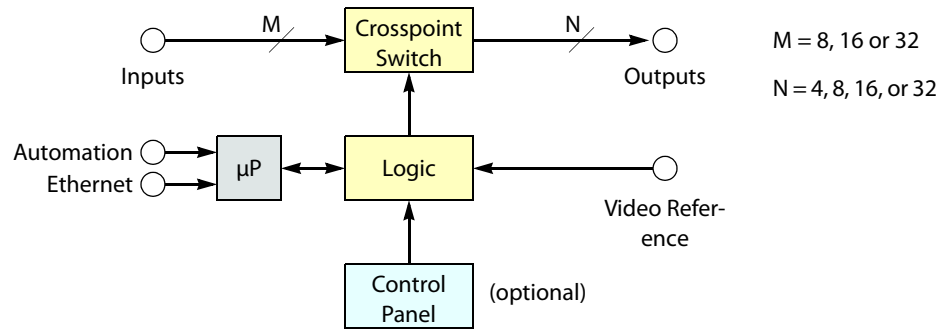 M
Crosspoint
Switch
N
Inputs
Outputs
M = 8, 16 or 32
N = 4, 8, 16, or 32
Automation
Ethernet
µP
Logic
Video Refer-
ence
Control
Panel
(optional)